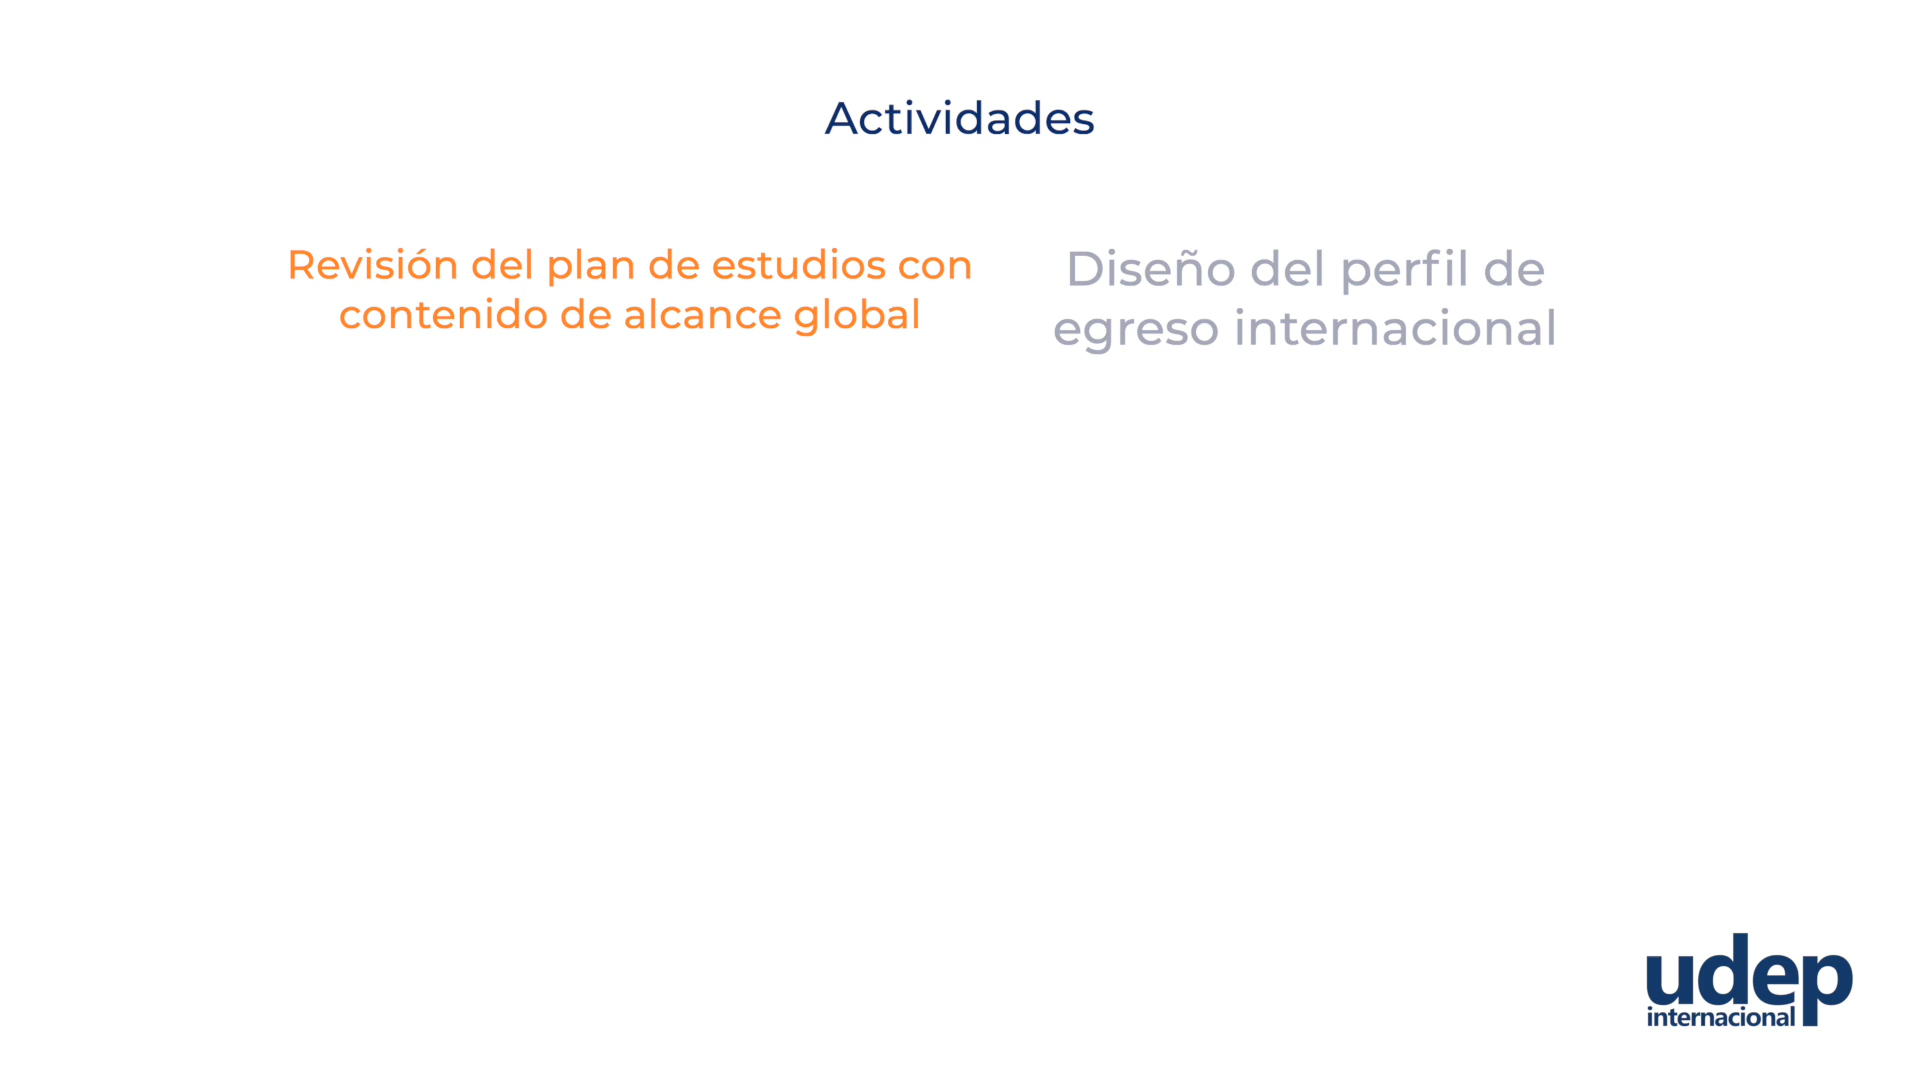 Actividades
Revisión del plan de estudios con
contenido de alcance global
Diseño del perfil de
egreso internacional
udep
internacional